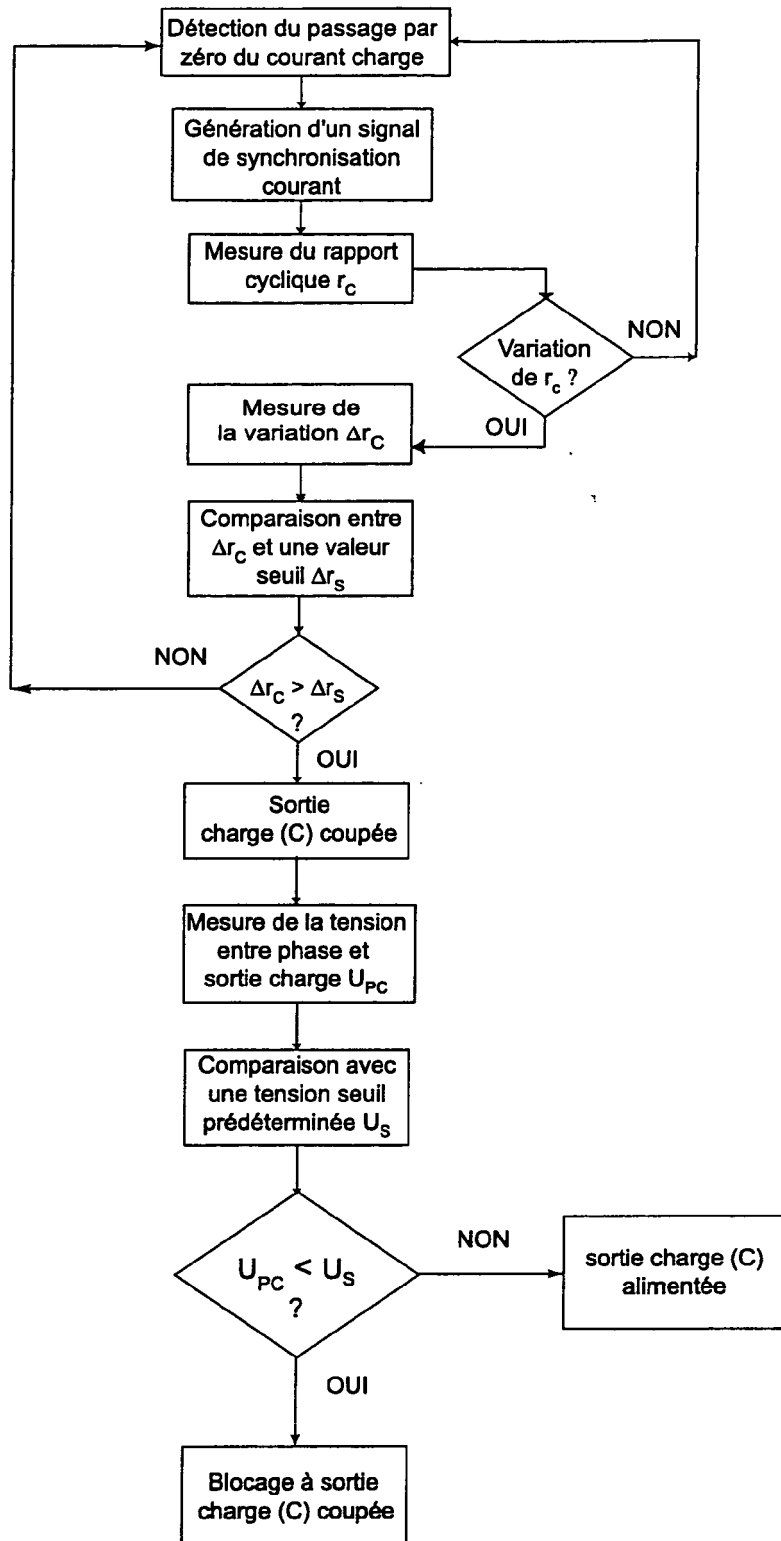 Détection du passage par
zéro du courant charge
Génération d'un signal
de synchronisation
courant
Mesure du rapport
cyclique rC
Variation
de rc ?
NON
OUI
Mesure de
la variation ΔrC
Comparaison entre
ΔrC et une valeur
seuil ΔrS
NON
ΔrC > ΔrS
?
OUI
Sortie
charge (C) coupée
Mesure de la tension
entre phase et
sortie charge UPC
Comparaison avec
une tension seuil
prédéterminée US
UPC < US
?
NON
sortie charge (C)
alimentée
OUI
Blocage à sortie
charge (C) coupée